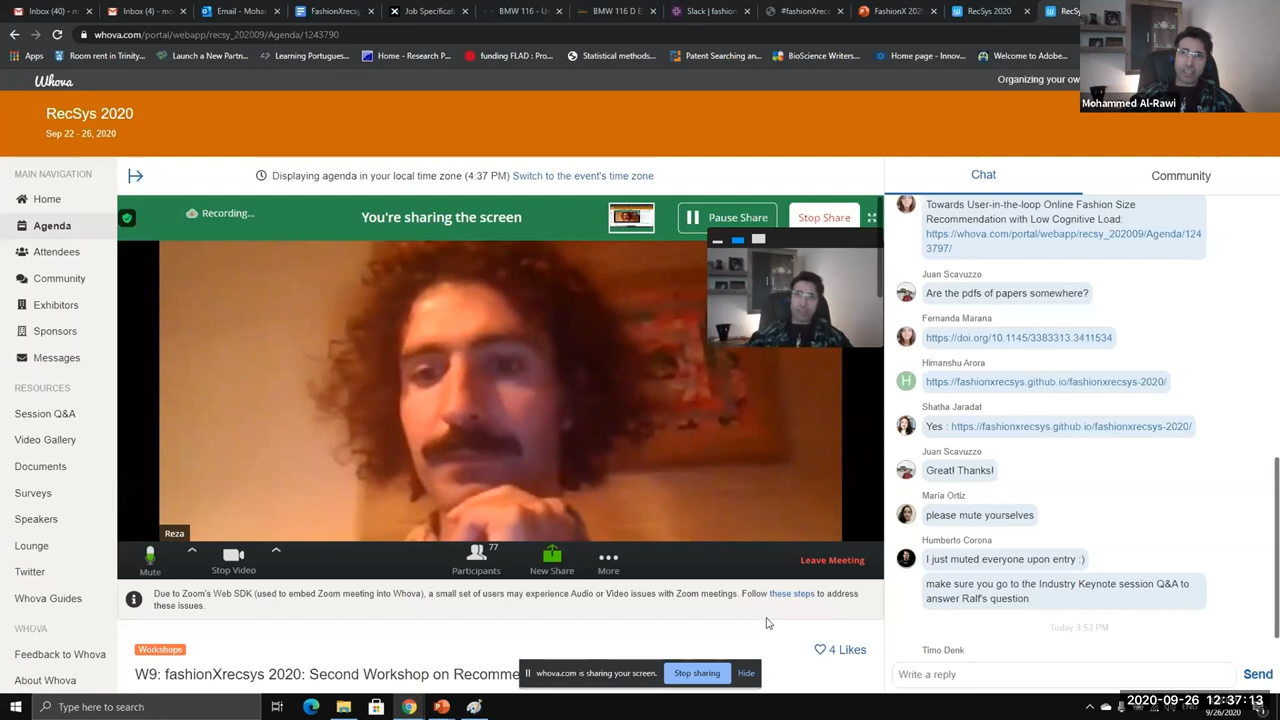 Inbox (40) - m
Inbox (4) - mo
Email - Moha
FashionXrecsy
Job Specificat
BMW 116 - U
BMW 116 D E
Slack | fashion
#fashionXrec
FashionX 202
RecSys 2020
RecSy
whova.com/portal/webapp/recsy_202009/Agenda/1243790
Apps
Room rent in Trinity...
Launch a New Partn...
Learning Portugues...
Home - Research P...
funding FLAD : Pro...
Statistical methods...
Patent Searching an...
BioScience Writers...
Home page - Innov...
Welcome to Adobe...
Whova
Organizing your ow
Mohammed Al-Rawi
RecSys 2020
Sep 22 - 26, 2020
MAIN NAVIGATION
Home
Agenda
Attendees
Community
Exhibitors
Sponsors
Messages
RESOURCES
Session Q&A
Video Gallery
Documents
Surveys
Speakers
Lounge
Twitter
Whova Guides
WHOVA
Feedback to Whova
About Whova
Displaying agenda in your local time zone (4:37 PM) Switch to the event's time zone
Recording...
You're sharing the screen
Pause Share
Stop Share
Reza
Mute
Stop Video
77
Participants
New Share
More
Leave Meeting
Due to Zoom's Web SDK (used to embed Zoom meeting into Whova), a small set of users may experience Audio or Video issues with Zoom meetings. Follow these steps to address
these issues.
Workshops
4 Likes
W9: fashionXrecsys 2020: Second Workshop on Recomme
whova.com is sharing your screen.
Stop sharing
Hide
Chat
Community
Towards User-in-the-loop Online Fashion Size
Recommendation with Low Cognitive Load:
https://whova.com/portal/webapp/recsy_202009/Agenda/124
3797/
Juan Scavuzzo
Are the pdfs of papers somewhere?
Fernanda Marana
https://doi.org/10.1145/3383313.3411534
Himanshu Arora
H
https://fashionxrecsys.github.io/fashionxrecsys-2020/
Shatha Jaradat
Yes : https://fashionxrecsys.github.io/fashionxrecsys-2020/
Juan Scavuzzo
Great! Thanks!
María Ortiz
please mute yourselves
Humberto Corona
I just muted everyone upon entry :)
make sure you go to the Industry Keynote session Q&A to
answer Ralf's question
Today 3:53 PM
Timo Denk
Write a reply
Send
Type here to search
2020-09-26 12:37:13
9/26/2020